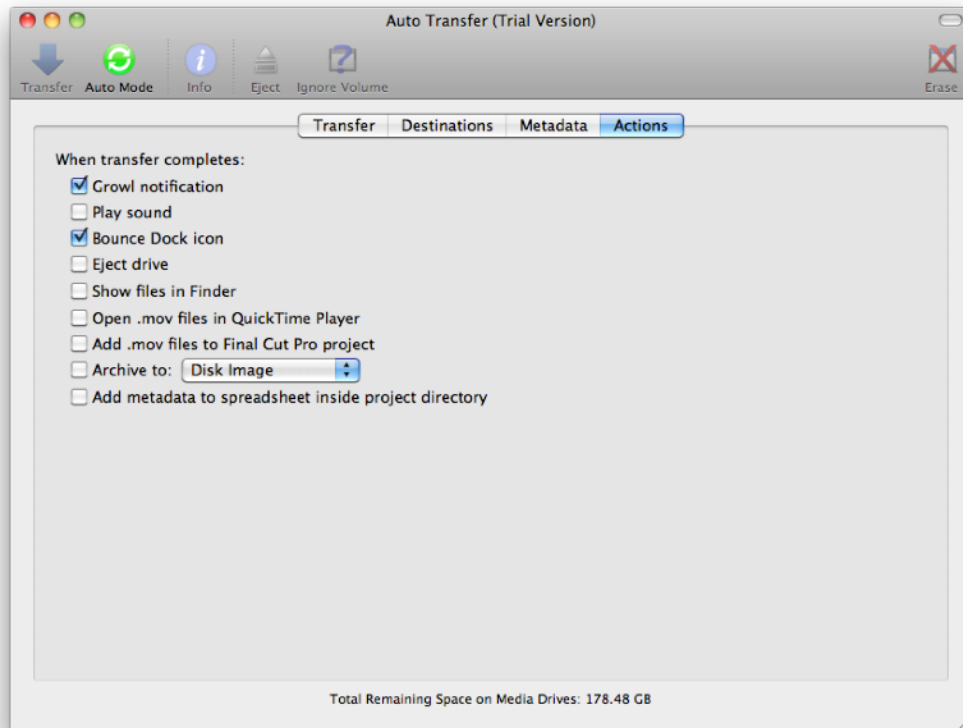 Auto Transfer (Trial Version)
Transfer Auto Mode Info Eject Ignore Volume Erase
Transfer Destinations Metadata Actions
When transfer completes:
Growl notification
Play sound
Bounce Dock icon
Eject drive
Show files in Finder
Open .mov files in QuickTime Player
Add .mov files to Final Cut Pro project
Archive to: Disk Image
Add metadata to spreadsheet inside project directory
Total Remaining Space on Media Drives: 178.48 GB